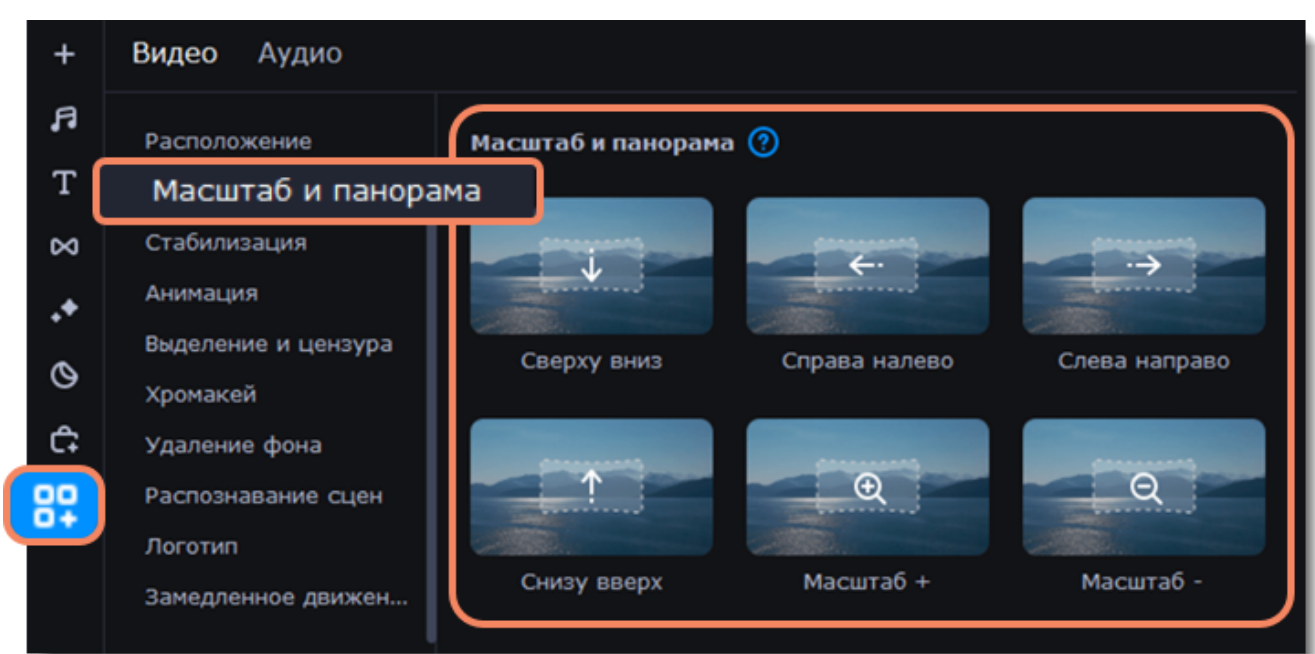 Видео Аудио
Расположение
Масштаб и панорама
Стабилизация
Анимация
Выделение и цензура
Хромакей
Удаление фона
Распознавание сцен
Логотип
Замедленное движен...
Масштаб и панорама ?
Сверху вниз Справа налево Слева направо
Снизу вверх Масштаб + Масштаб -